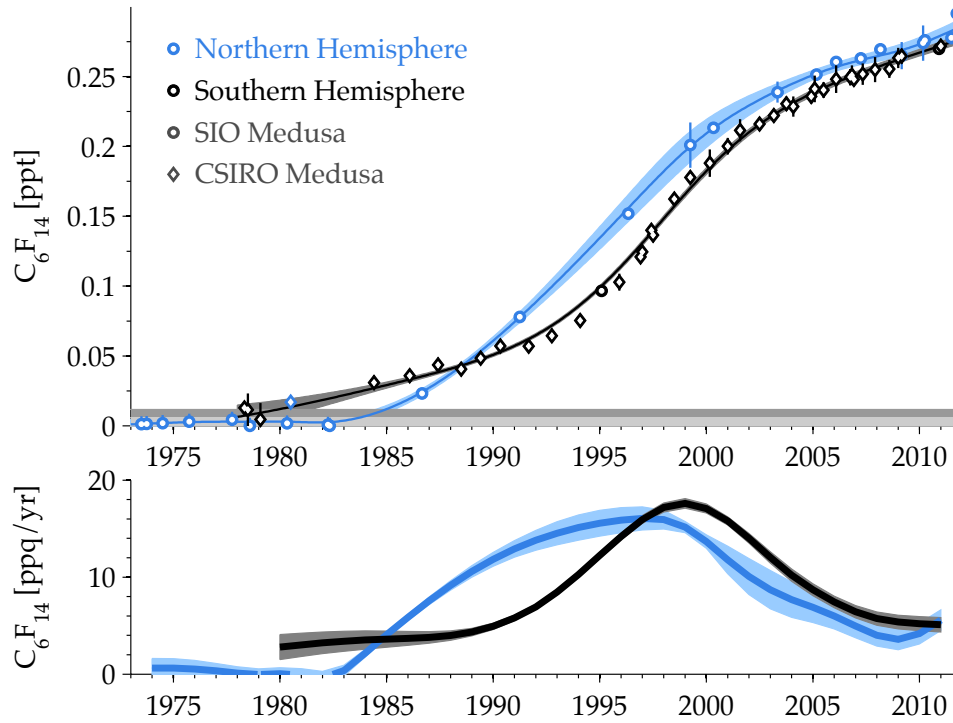 Northern Hemisphere
Southern Hemisphere
SIO Medusa
CSIRO Medusa
C6F14 [ppt]
0.25
0.2
0.15
0.1
0.05
0
1975 1980 1985 1990 1995 2000 2005 2010
C6F14 [ppq/yr]
20
10
0
1975 1980 1985 1990 1995 2000 2005 2010